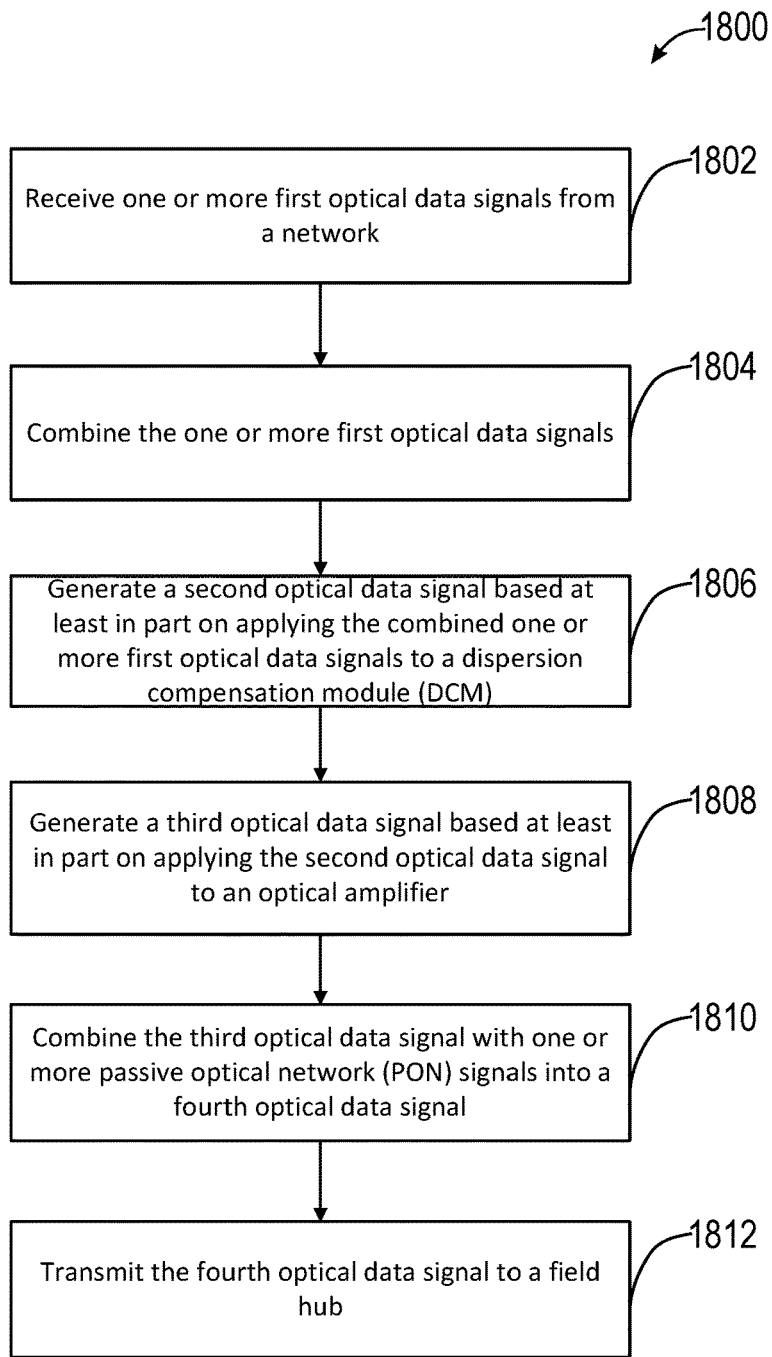 1800
1802
Receive one or more first optical data signals from
a network
1804
Combine the one or more first optical data signals
1806
Generate a second optical data signal based at
least in part on applying the combined one or
more first optical data signals to a dispersion
compensation module (DCM)
1808
Generate a third optical data signal based at least
in part on applying the second optical data signal
to an optical amplifier
1810
Combine the third optical data signal with one or
more passive optical network (PON) signals into a
fourth optical data signal
1812
Transmit the fourth optical data signal to a field
hub